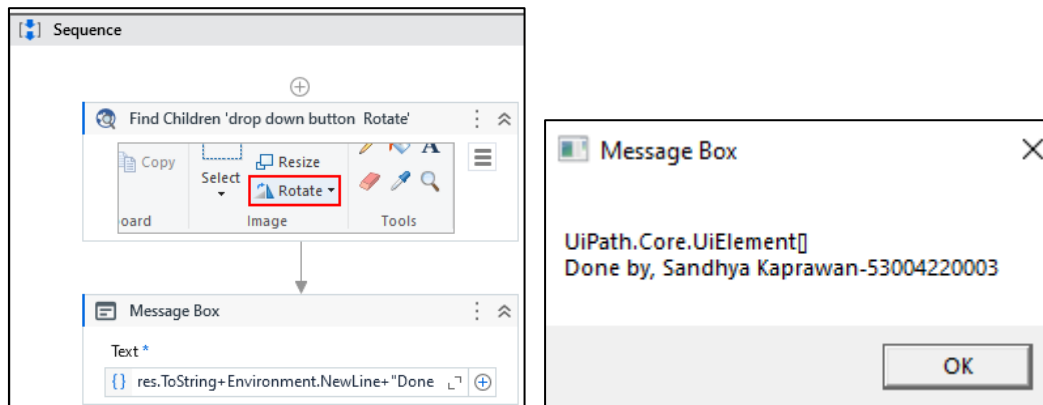 Sequence
Find Children 'drop down button Rotate'
Copy
Select
Resize
Rotate
oard
Image
Tools
A
Message Box
Text *
{} res.ToString+Environment.NewLine+"Done
Message Box
UiPath.Core.UiElement[]
Done by, Sandhya Kaprawan-53004220003
OK